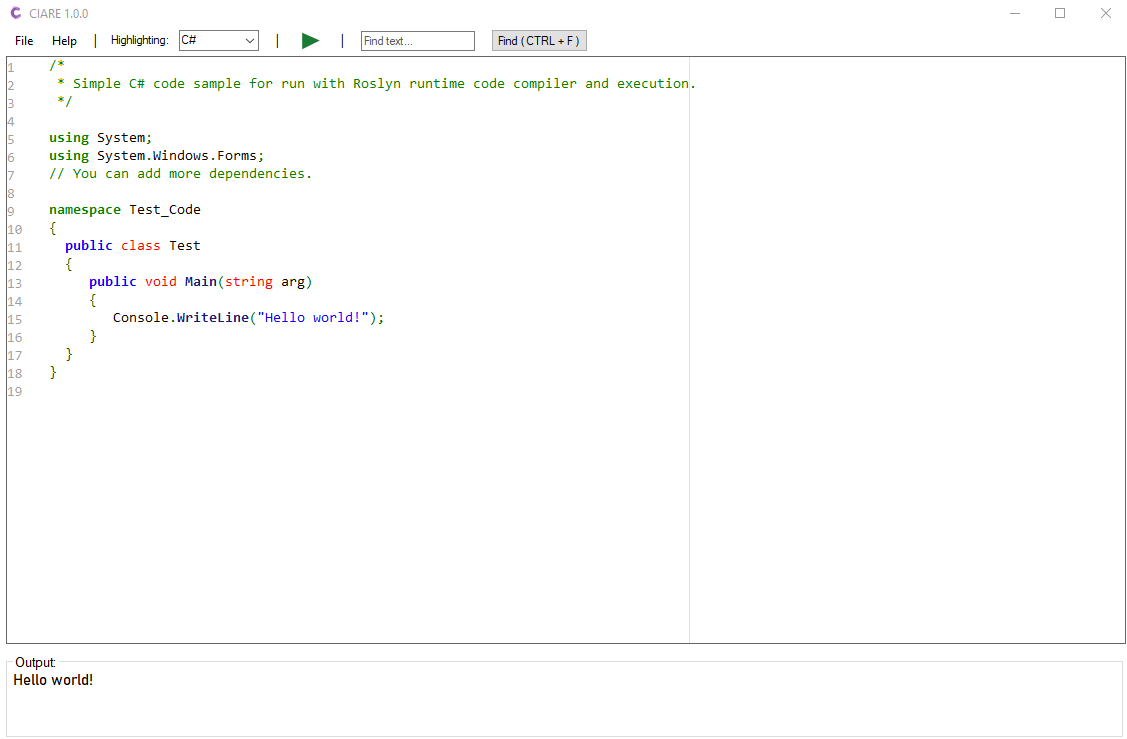 CIARE 1.0.0
File Help | Highlighting: C# | | Find text... Find ( CTRL + F )
1 /*
2  * Simple C# code sample for run with Roslyn runtime code compiler and execution.
3  */
4
5 using System;
6 using System.Windows.Forms;
7 // You can add more dependencies.
8
9 namespace Test_Code
10 {
11   public class Test
12   {
13      public void Main(string arg)
14      {
15         Console.WriteLine("Hello world!");
16      }
17   }
18 }
19
Output:
Hello world!